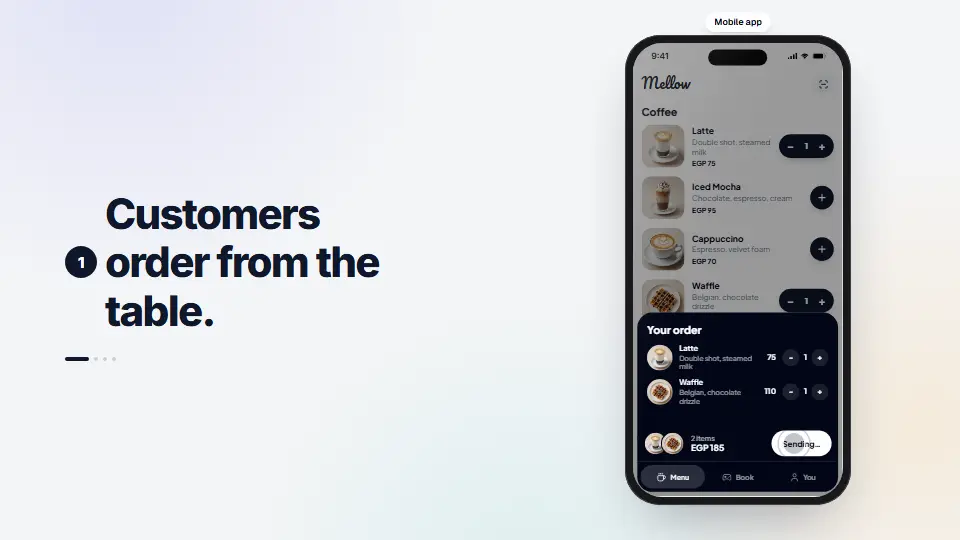 Mobile app
9:41
Mellow
Coffee
Latte
Double shot, steamed
milk
EGP 75
− 1 +
Iced Mocha
Chocolate, espresso, cream
EGP 95
+
Cappuccino
Espresso, velvet foam
EGP 70
+
Waffle
Belgian, chocolate
drizzle
− 1 +
Customers
1 order from the
table.
Your order
Latte
Double shot, steamed
milk
75 − 1 +
Waffle
Belgian, chocolate
drizzle
110 − 1 +
2 items
EGP 185
Sending...
Menu Book You